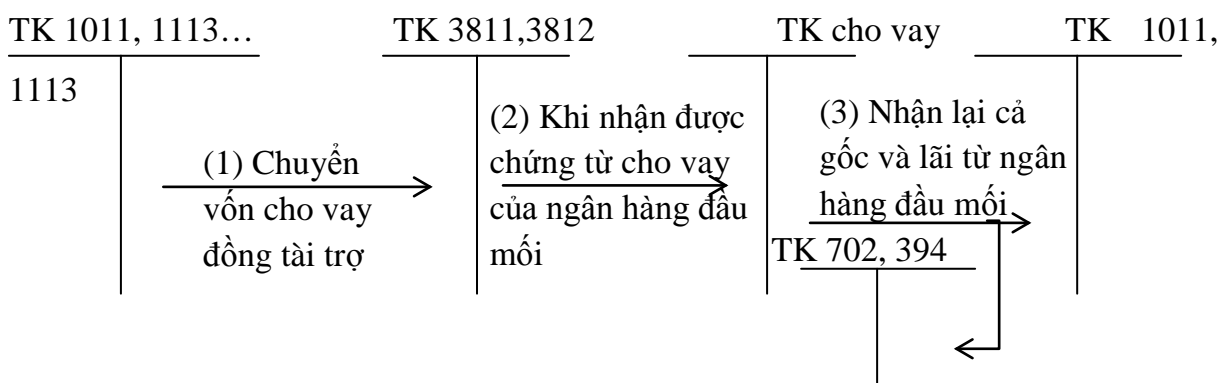 TK 1011, 1113… TK 3811,3812 TK cho vay TK 1011,
1113
(1) Chuyển
vốn cho vay
đồng tài trợ
(2) Khi nhận được
chứng từ cho vay
của ngân hàng đầu
mối
(3) Nhận lại cả
gốc và lãi từ ngân
hàng đầu mối
TK 702, 394